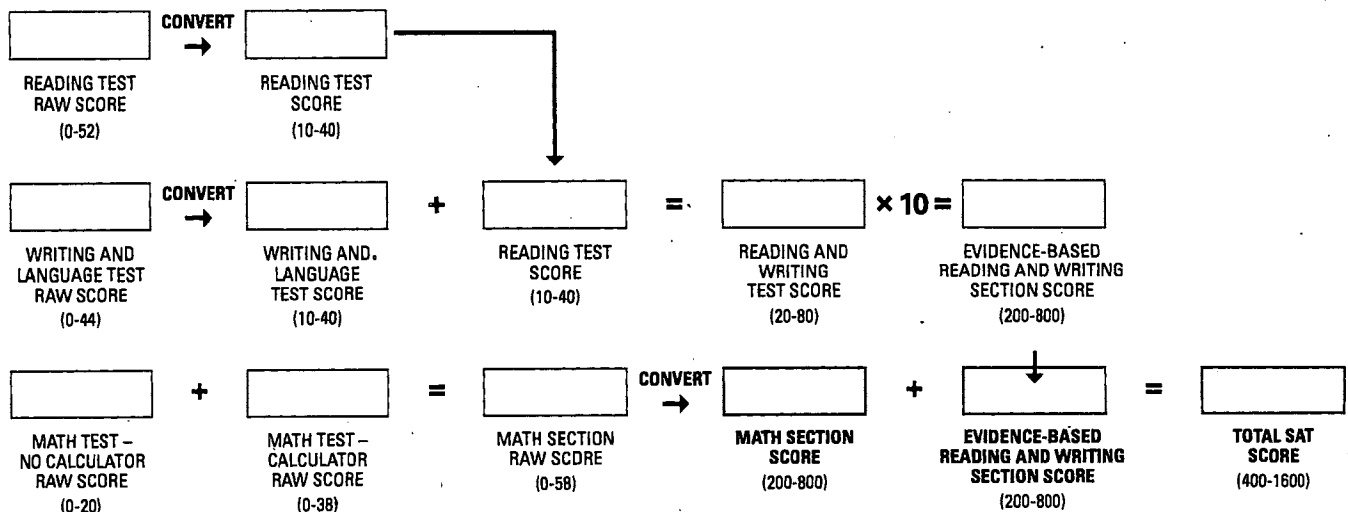 CONVERT
→
READING TEST
RAW SCORE
(0-52)
READING TEST
SCORE
(10-40)
CONVERT
→
+
=
× 10 =
WRITING AND
LANGUAGE TEST
RAW SCORE
(0-44)
WRITING AND.
LANGUAGE
TEST SCORE
(10-40)
READING TEST
SCORE
(10-40)
READING AND
WRITING
TEST SCORE
(20-80)
EVIDENCE-BASED
READING AND WRITING
SECTION SCORE
(200-800)
+
=
CONVERT
→
+
=
MATH TEST –
NO CALCULATOR
RAW SCORE
(0-20)
MATH TEST –
CALCULATOR
RAW SCORE
(0-38)
MATH SECTION
RAW SCORE
(0-58)
MATH SECTION
SCORE
(200-800)
EVIDENCE-BASED
READING AND WRITING
SECTION SCORE
(200-800)
TOTAL SAT
SCORE
(400-1600)